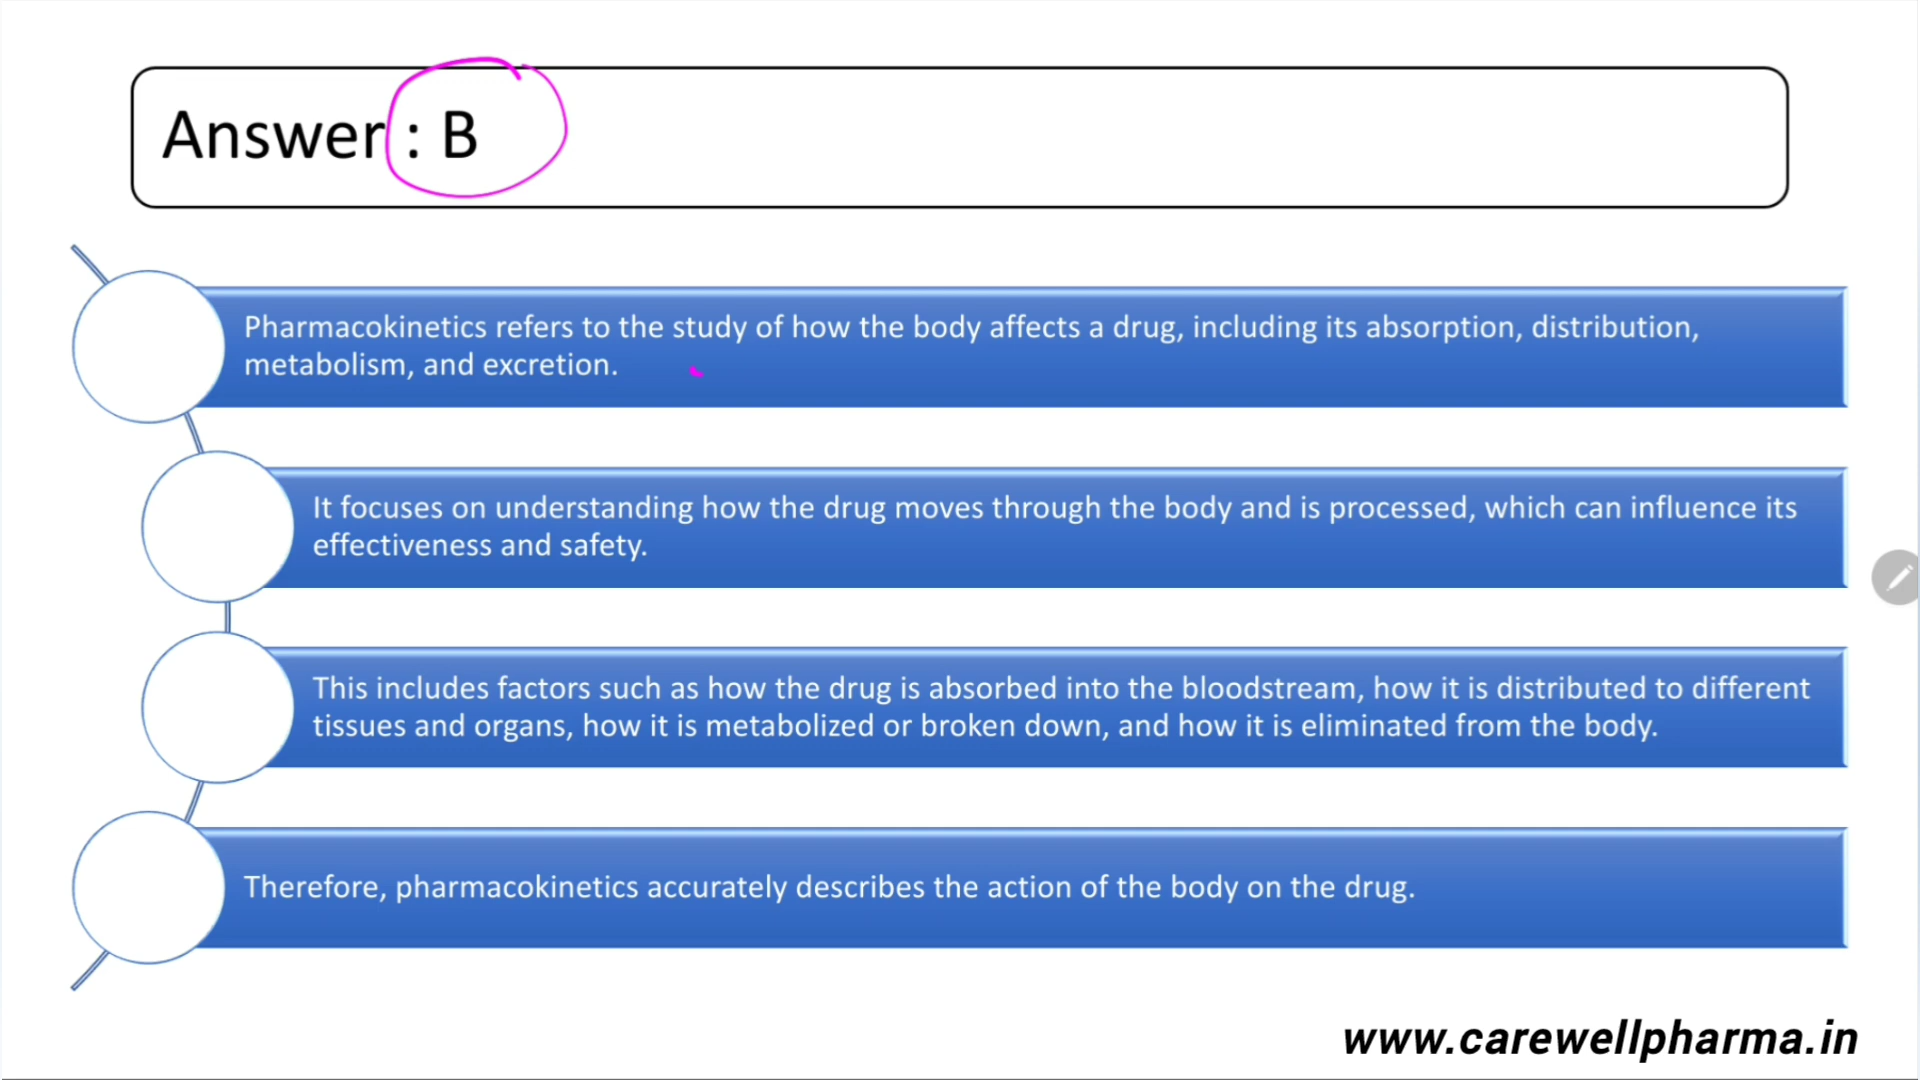 Answer : B
Pharmacokinetics refers to the study of how the body affects a drug, including its absorption, distribution,
metabolism, and excretion.
It focuses on understanding how the drug moves through the body and is processed, which can influence its
effectiveness and safety.
This includes factors such as how the drug is absorbed into the bloodstream, how it is distributed to different
tissues and organs, how it is metabolized or broken down, and how it is eliminated from the body.
Therefore, pharmacokinetics accurately describes the action of the body on the drug.
www.carewellpharma.in